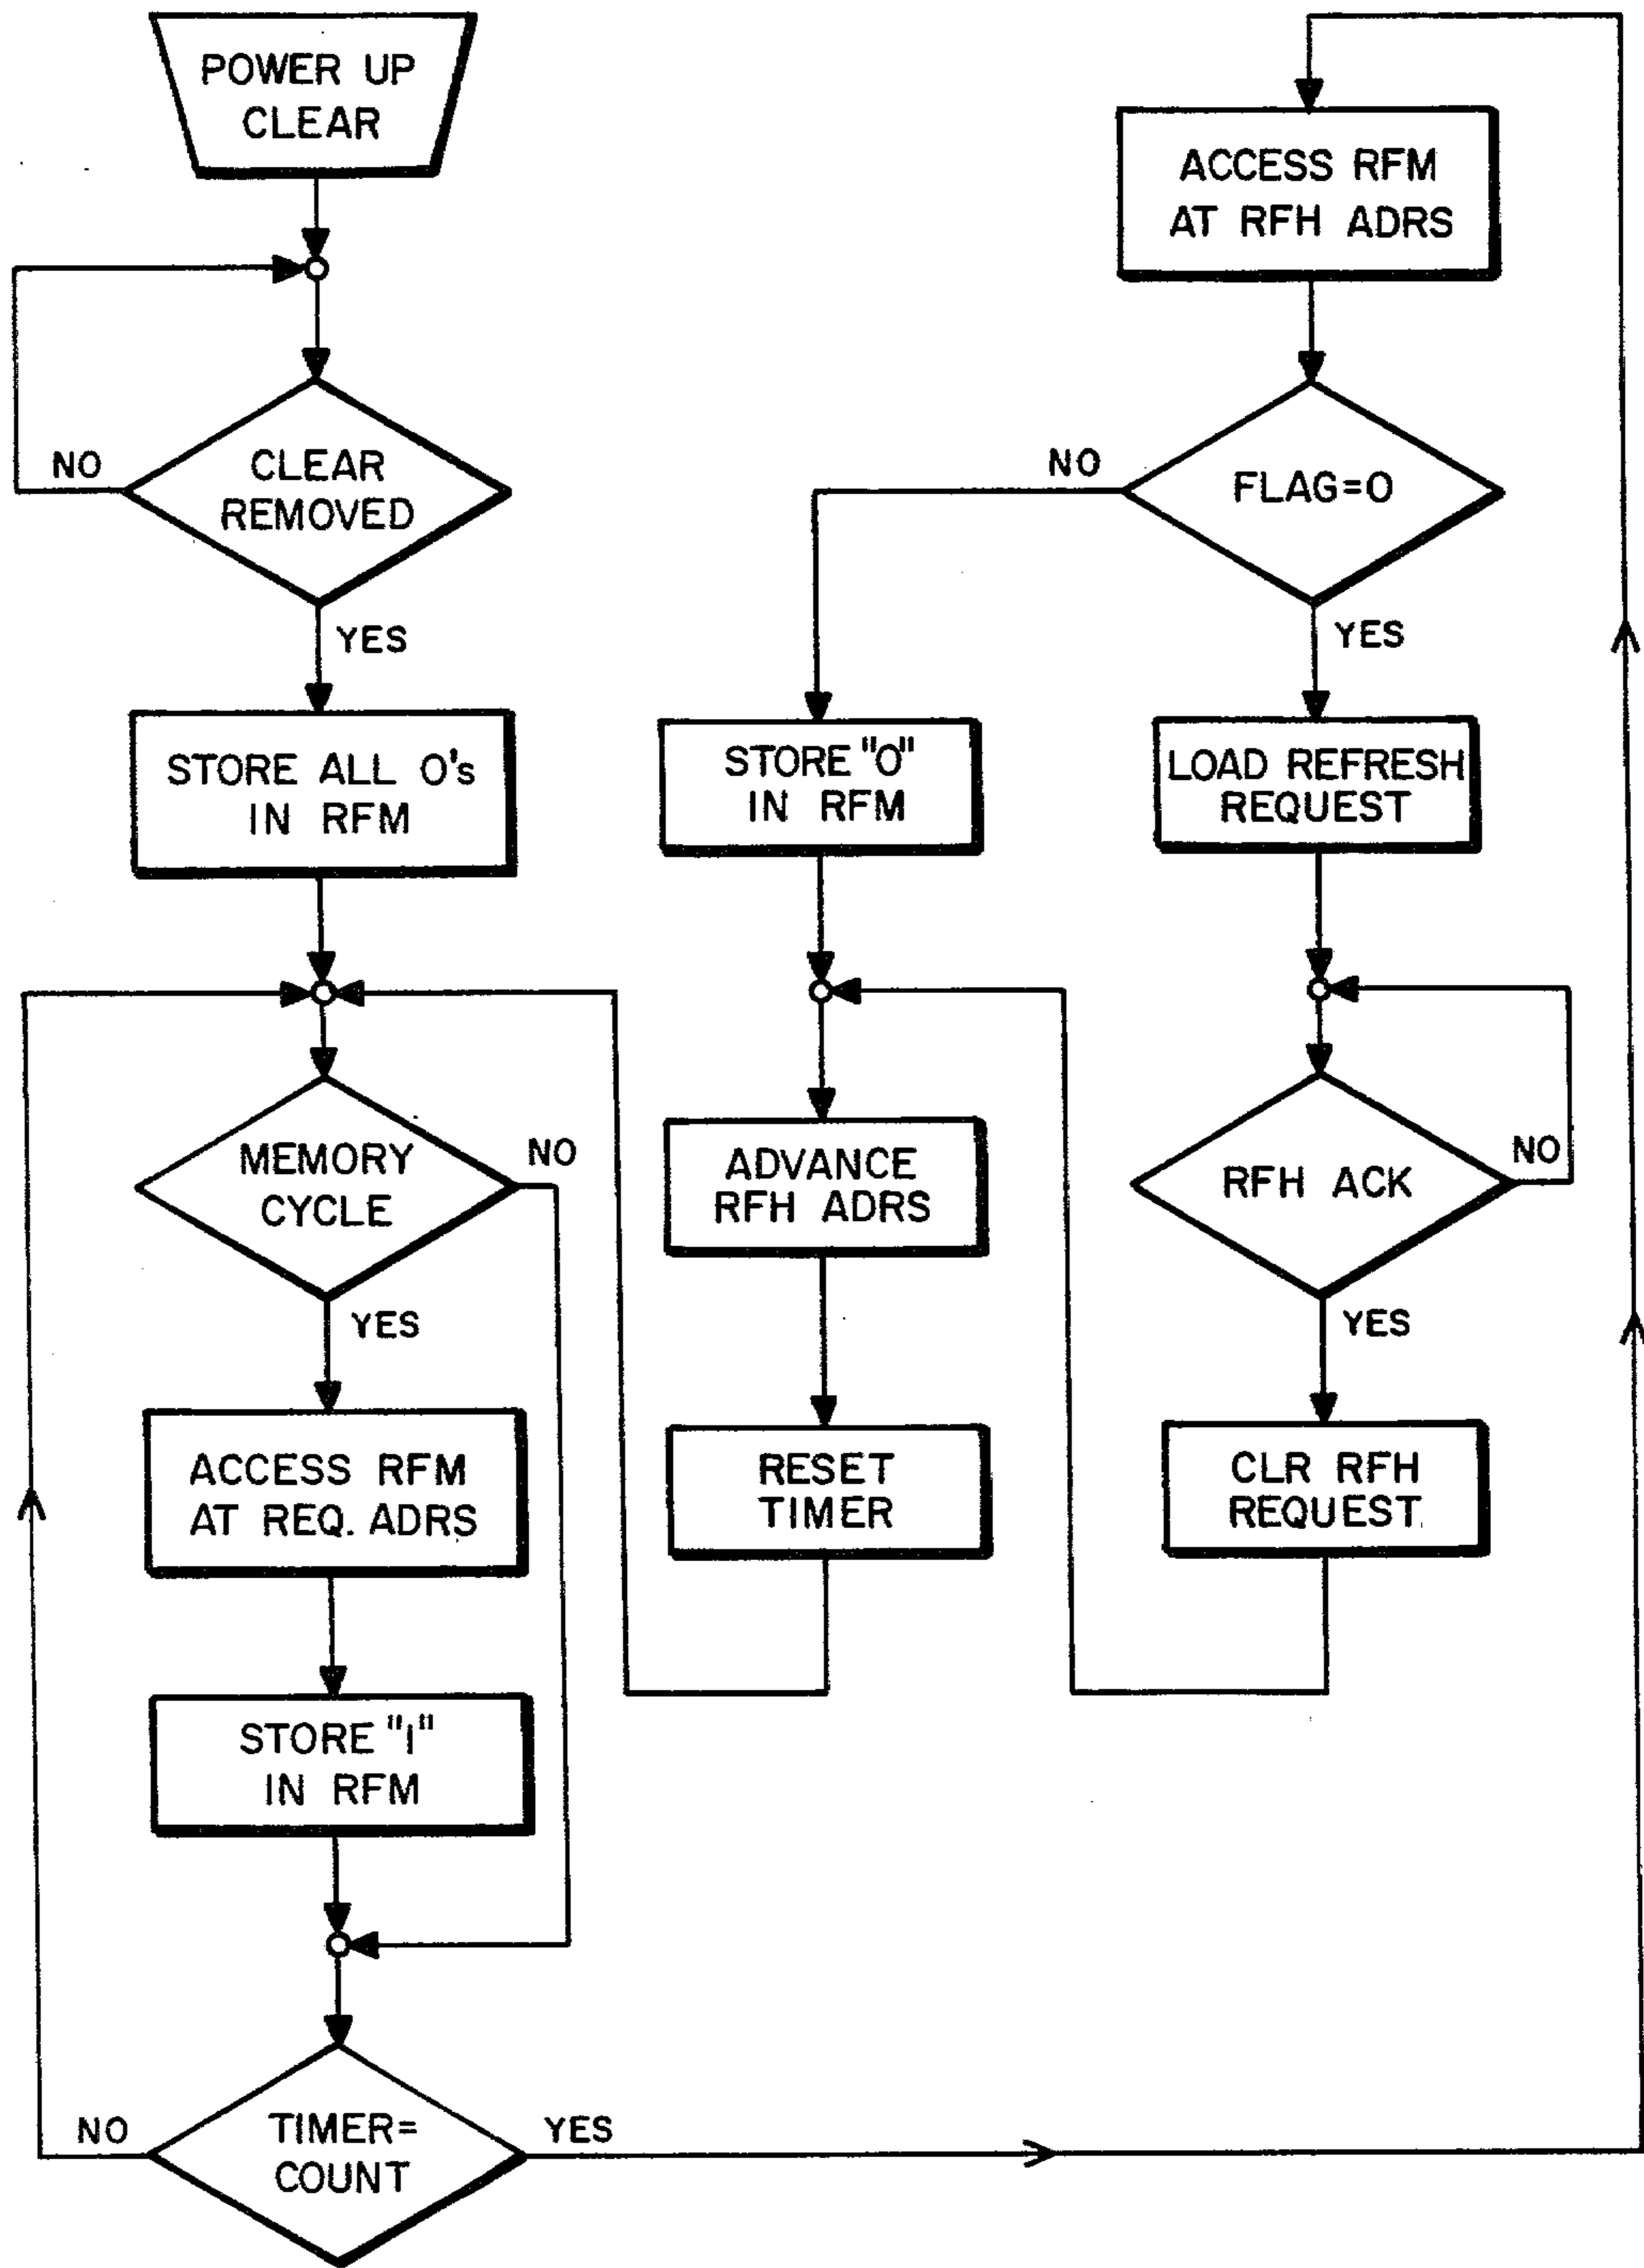 POWER UP
CLEAR
CLEAR
REMOVED
NO
YES
STORE ALL O's
IN RFM
MEMORY
CYCLE
NO
YES
ACCESS RFM
AT REQ. ADRS
STORE "1"
IN RFM
TIMER=
COUNT
NO
YES
ACCESS RFM
AT RFH ADRS
FLAG=0
NO
YES
STORE "0"
IN RFM
ADVANCE
RFH ADRS
RESET
TIMER
LOAD REFRESH
REQUEST
RFH ACK
NO
YES
CLR RFH
REQUEST